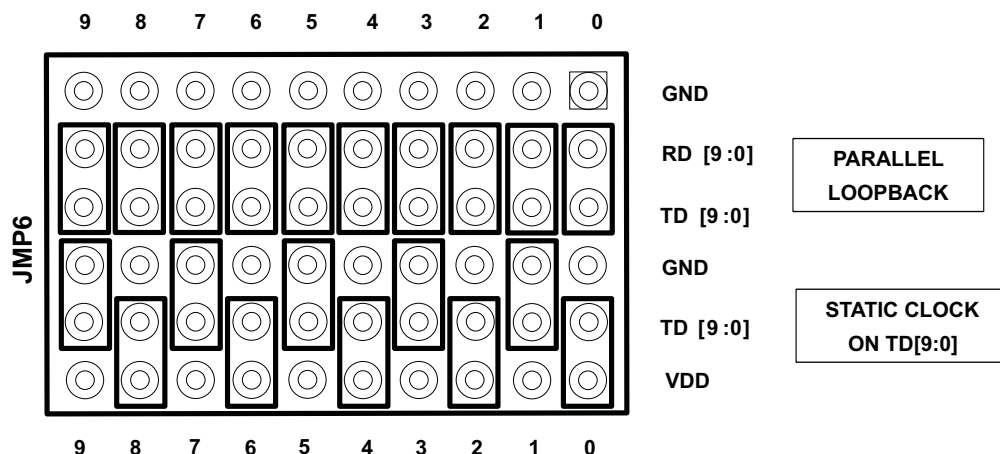 9 8 7 6 5 4 3 2 1 0
GND
RD [9:0]
TD [9:0]
GND
TD [9:0]
VDD
JMP6
PARALLEL
LOOPBACK
STATIC CLOCK
ON TD[9:0]
9 8 7 6 5 4 3 2 1 0